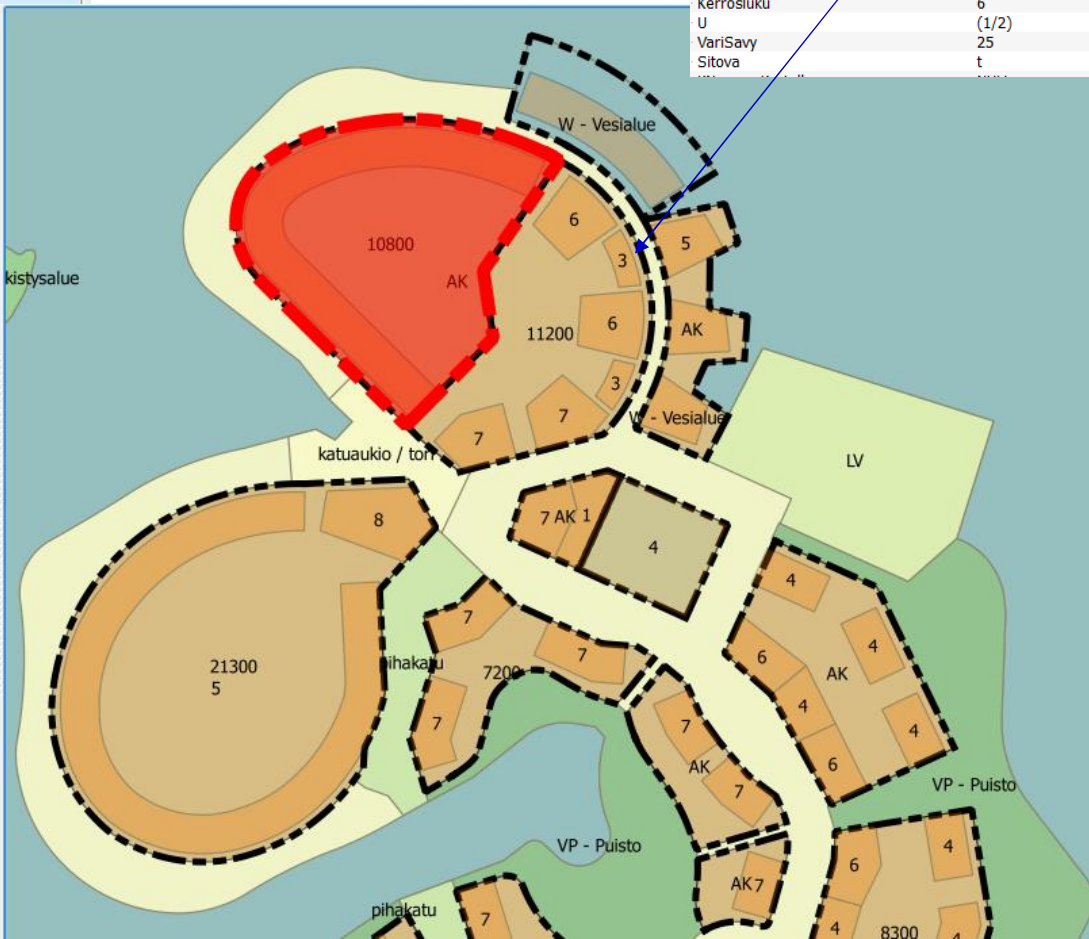 Kerrosluku 6
U (1/2)
VariSavy 25
Sitova t
W - Vesialue
6
5
10800
3
kistysalue
AK
6
AK
11200
3
7
W - Vesialue
7
katuaukio / tori
LV
8
7 AK 1
4
4
7
4
7
6
pihakatu
21300
7200
AK
5
4
7
7
4
6
AK
VP - Puisto
7
VP - Puisto
4
6
AK 7
pihakatu
7
4
8300
4